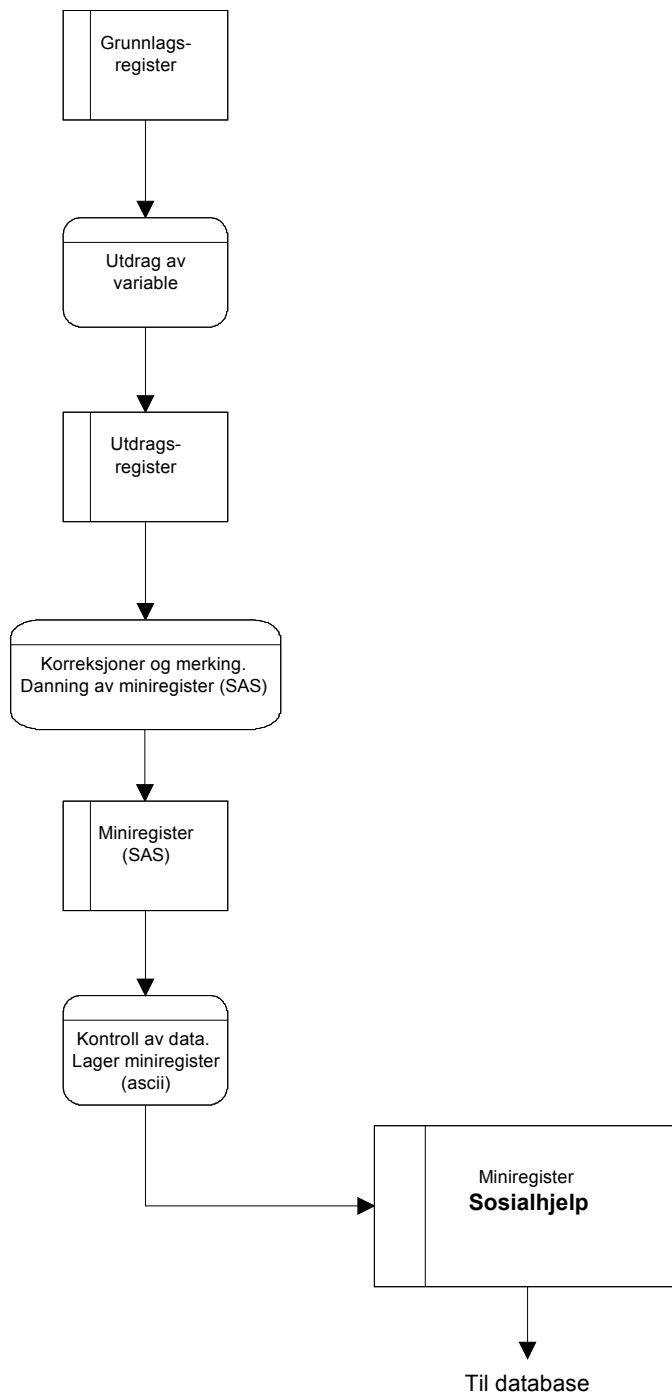 Grunnlags-
register
Utdrag av
variable
Utdrags-
register
Korreksjoner og merking.
Danning av miniregister (SAS)
Miniregister
(SAS)
Kontroll av data.
Lager miniregister
(ascii)
Miniregister
Sosialhjelp
Til database